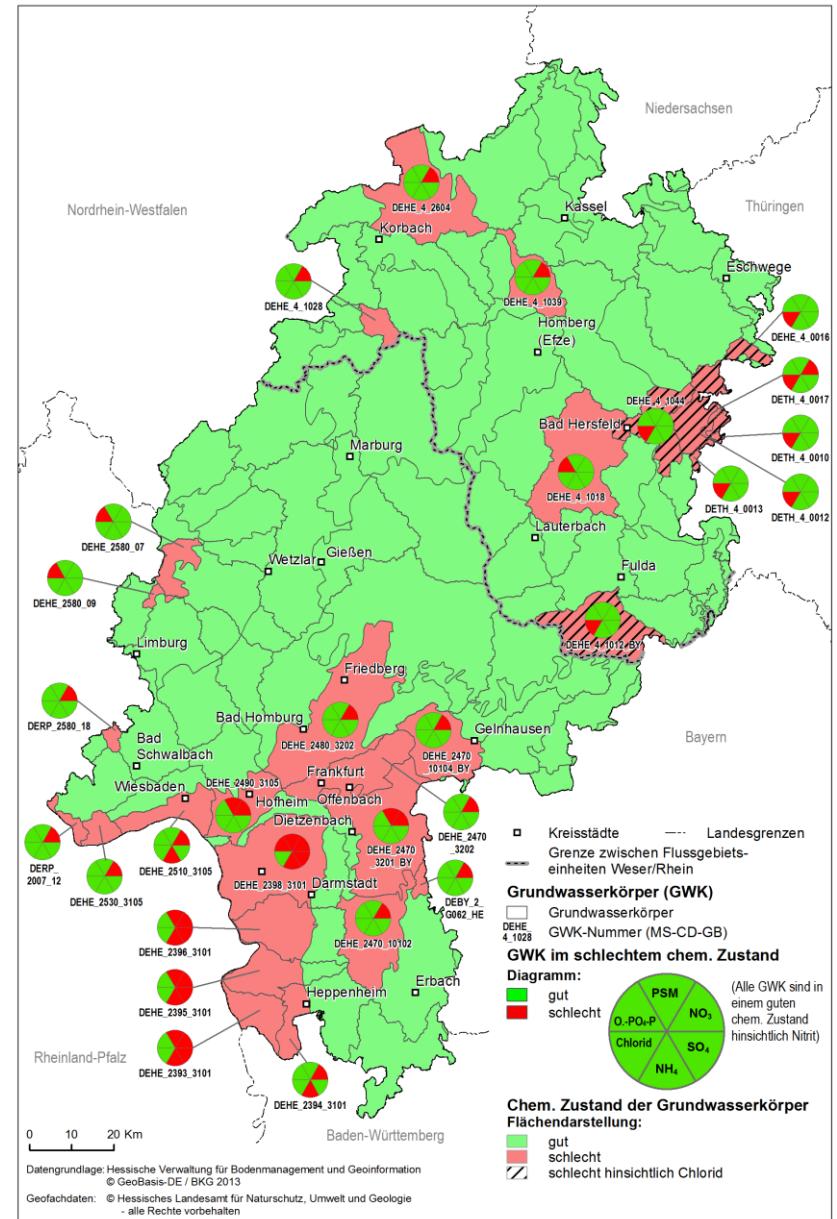 Niedersachsen
Nordrhein-Westfalen
Thüringen
DEHE_4_2604
Kassel
Korbach
Eschwege
DEHE_4_1028
DEHE_4_1039
Homberg
(Efze)
DEHE_4_0016
DETH_4_0017
DEHE_4_1044
Bad Hersfeld
Marburg
DETH_4_0010
DEHE_4_1018
DETH_4_0013
DETH_4_0012
DEHE_2580_07
Lauterbach
Wetzlar
Gießen
Fulda
DEHE_2580_09
DEHE_4_1012_BY
Limburg
Friedberg
DERP_2580_18
Bad Homburg
Gelnhausen
Bayern
Bad
Schwalbach
DEHE_2480_3202
DEHE_2470
_10104_BY
Wiesbaden
DEHE_2490_3105
Frankfurt
Hofheim
Offenbach
Dietzenbach
DEHE_2470
_3202
DERP_
2007_12
DEHE_2510_3105
DEHE_2470
_3201_BY
DEHE_2530_3105
DEHE_2398_3101
Darmstadt
DEBY_2_
G062_HE
DEHE_2396_3101
DEHE_2470_10102
DEHE_2395_3101
Heppenheim
Erbach
Rheinland-Pfalz
DEHE_2393_3101
DEHE_2394_3101
Baden-Württemberg
0 10 20 Km
Kreisstädte
Landesgrenzen
Grenze zwischen Flussgebiets-
einheiten Weser/Rhein
Grundwasserkörper (GWK)
Grundwasserkörper
DEHE_
4_1028
GWK-Nummer (MS-CD-GB)
GWK im schlechtem chem. Zustand
Diagramm:
gut
schlecht
PSM
NO₃
O.-PO₄-P
SO₄
Chlorid
NH₄
(Alle GWK sind in
einem guten
chem. Zustand
hinsichtlich Nitrit)
Chem. Zustand der Grundwasserkörper
Flächendarstellung:
gut
schlecht
schlecht hinsichtlich Chlorid
Datengrundlage: Hessische Verwaltung für Bodenmanagement und Geoinformation
© GeoBasis-DE / BKG 2013
Geofachdaten: © Hessisches Landesamt für Naturschutz, Umwelt und Geologie
- alle Rechte vorbehalten